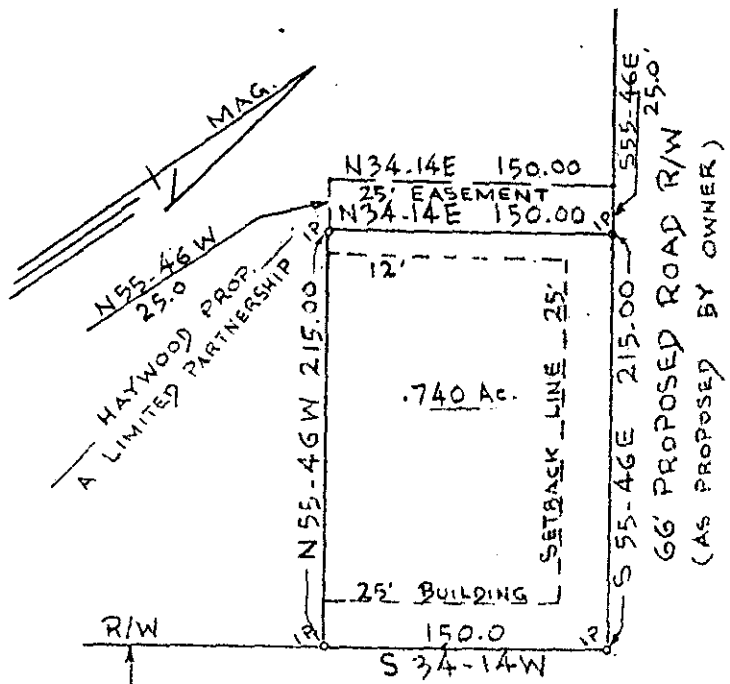 MAG.
S55-46E
25.0'
N34-14E 150.00
25' EASEMENT
N34-14E 150.00
IP
IP
N55-46W
25.0
HAYWOOD PROP.
A LIMITED PARTNERSHIP
12'
N55-46W 215.00
.740 Ac.
SETBACK LINE 25'
S 55-46E 215.00
66' PROPOSED ROAD R/W
(AS PROPOSED BY OWNER)
25' BUILDING
R/W
IP
150.0
IP
S 34-14W